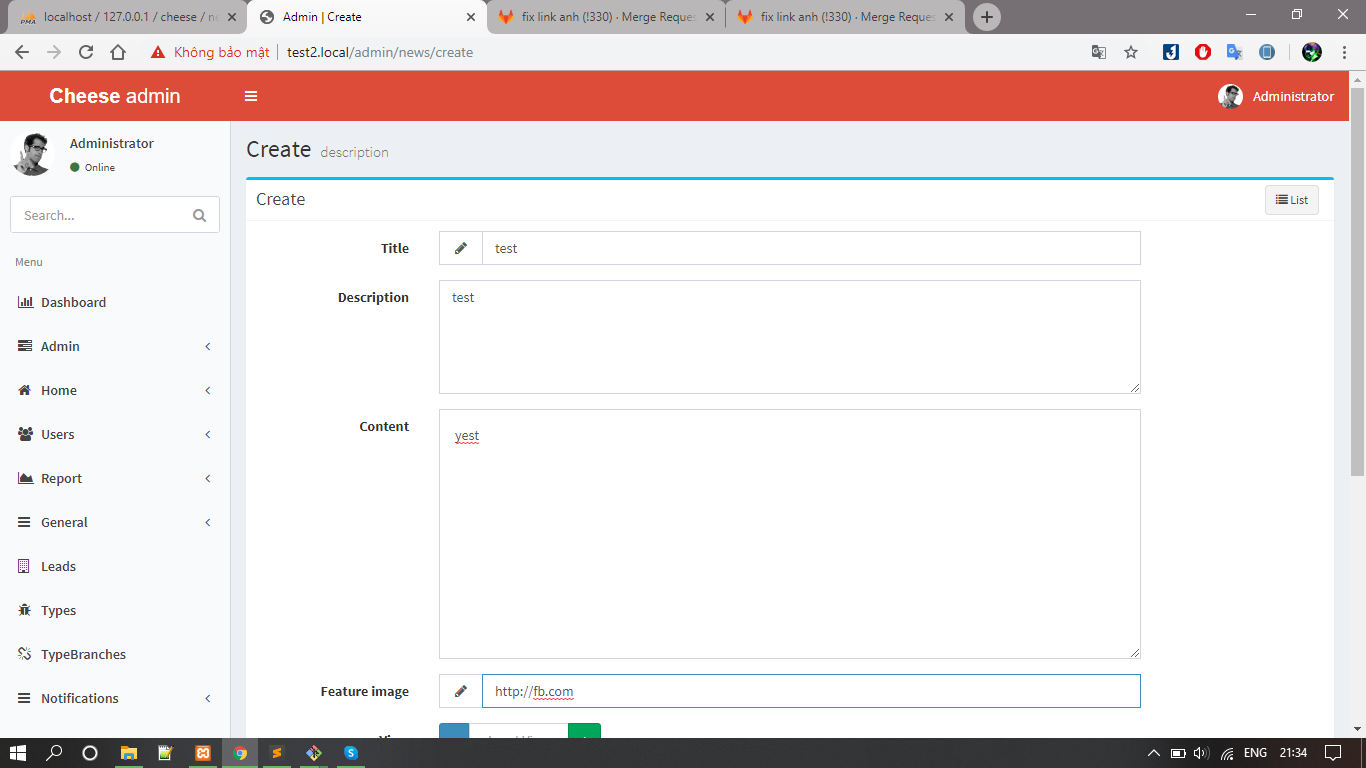 localhost / 127.0.0.1 / cheese / ne
Admin | Create
fix link anh (!330) · Merge Reques
fix link anh (!330) · Merge Reques
Không bảo mật
test2.local/admin/news/create
Cheese admin
Administrator
Administrator
Online
Create description
Search...
Create
List
Menu
Title
test
Dashboard
Description
test
Admin
Home
Content
yest
Users
Report
General
Leads
Types
TypeBranches
Feature image
http://fb.com
Notifications
ENG
21:34